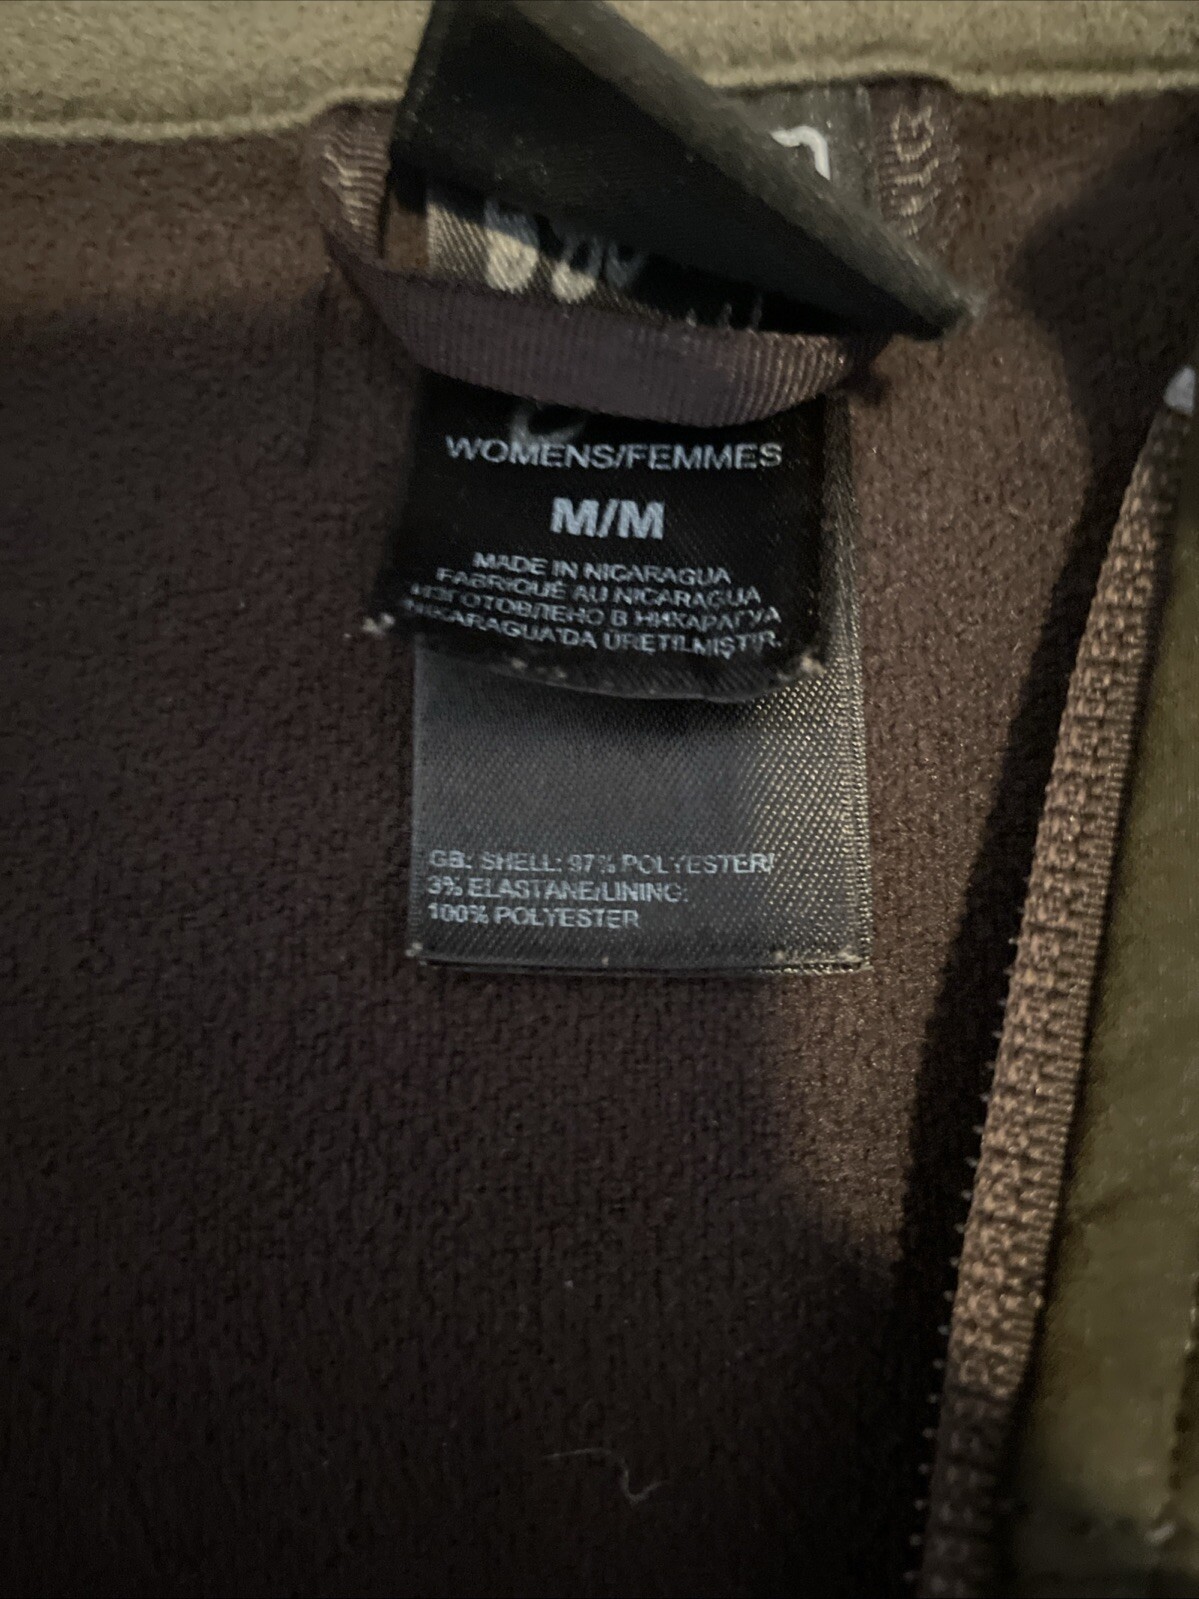 WOMENS/FEMMES
M/M
MADE IN NICARAGUA
FABRIQUÉ AU NICARAGUA
ИЗГОТОВЛЕНО В НИКАРАГУА
NICARAGUA'DA ÜRETILMIŞTIR.
GB: SHELL: 97% POLYESTER/
3% ELASTANE/LINING:
100% POLYESTER